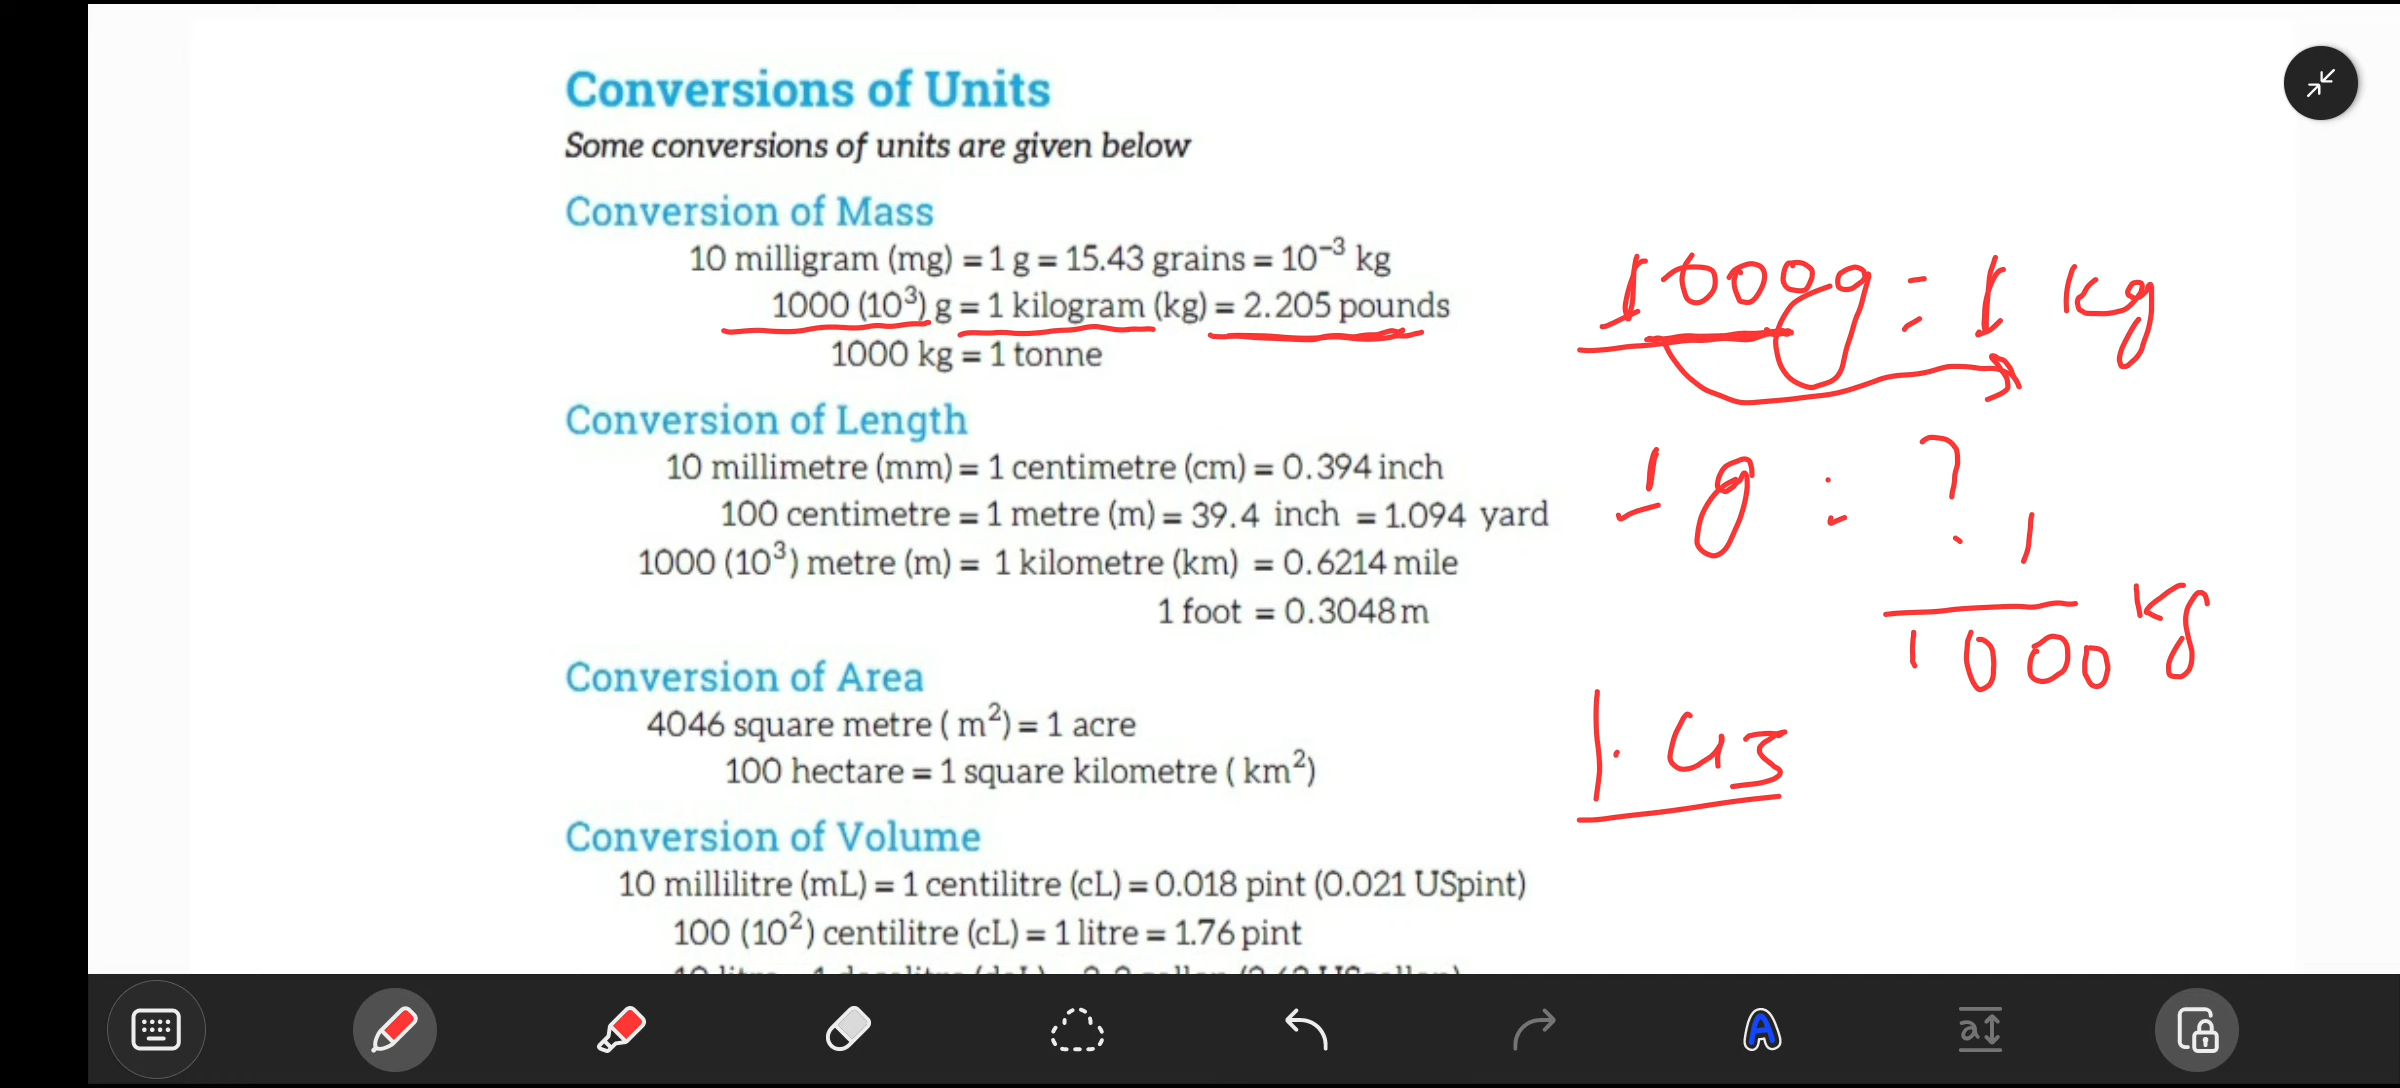 Conversions of Units
Some conversions of units are given below
Conversion of Mass
10 milligram (mg) = 1 g = 15.43 grains = 10⁻³ kg
1000 (10³) g = 1 kilogram (kg) = 2.205 pounds
1000 kg = 1 tonne
1000g = 1 kg
Conversion of Length
10 millimetre (mm) = 1 centimetre (cm) = 0.394 inch
100 centimetre = 1 metre (m) = 39.4 inch = 1.094 yard
1000 (10³) metre (m) = 1 kilometre (km) = 0.6214 mile
1 foot = 0.3048 m
1 g = ?
1
1000 kg
Conversion of Area
4046 square metre ( m²) = 1 acre
100 hectare = 1 square kilometre ( km²)
Conversion of Volume
10 millilitre (mL) = 1 centilitre (cL) = 0.018 pint (0.021 USpint)
100 (10²) centilitre (cL) = 1 litre = 1.76 pint
A
a